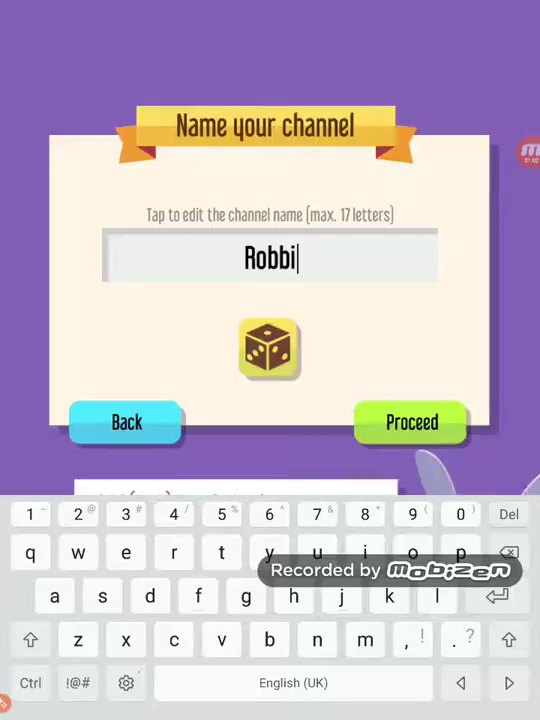 Name your channel
Tap to edit the channel name (max. 17 letters)
Robbi
Back
Proceed
1 - 2 @ 3 # 4 / 5 % 6 ^ 7 & 8 * 9 ( 0 ) Del
q w e r t y u i o p
Recorded by mobizen
a s d f g h j k l
z x c v b n m , ! . ?
Ctrl !@# English (UK)